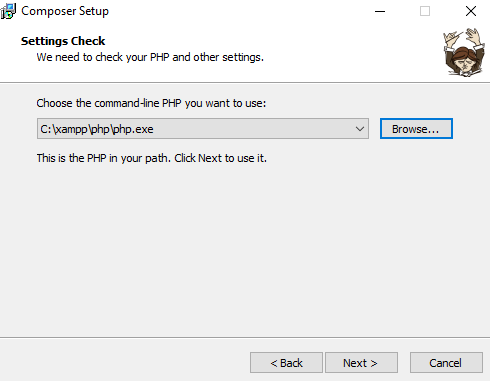 Composer Setup
Settings Check
We need to check your PHP and other settings.
Choose the command-line PHP you want to use:
C:\xampp\php\php.exe
Browse...
This is the PHP in your path. Click Next to use it.
< Back
Next >
Cancel